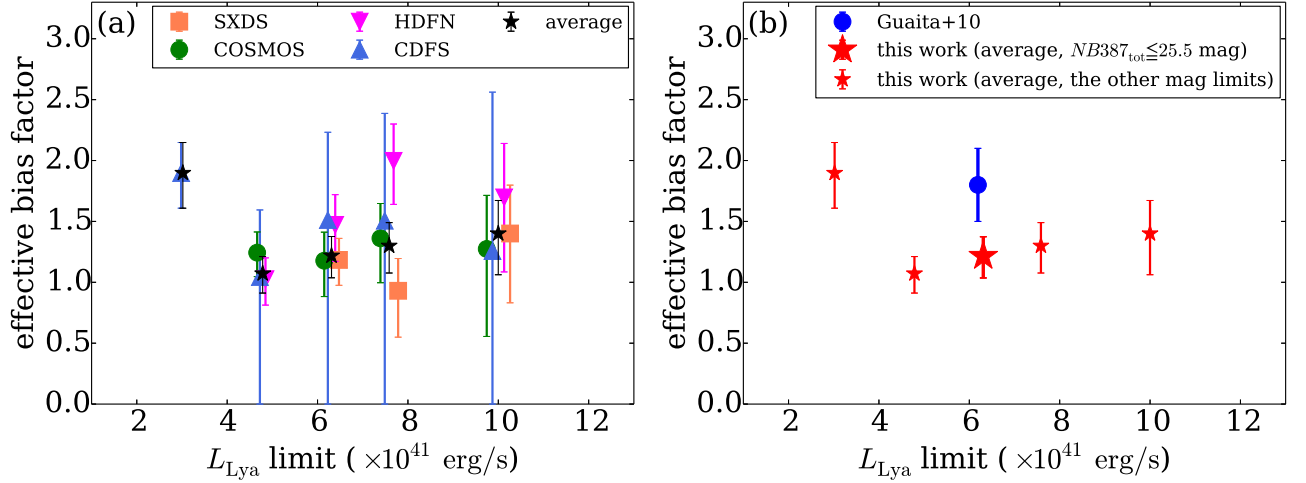 (a)
SXDS
COSMOS
HDFN
CDFS
average
effective bias factor
3.0
2.5
2.0
1.5
1.0
0.5
0.0
2 4 6 8 10 12
L_Lya limit ( ×10^41 erg/s)
(b)
Guaita+10
this work (average, NB387_tot≦25.5 mag)
this work (average, the other mag limits)
effective bias factor
3.0
2.5
2.0
1.5
1.0
0.5
0.0
2 4 6 8 10 12
L_Lya limit ( ×10^41 erg/s)